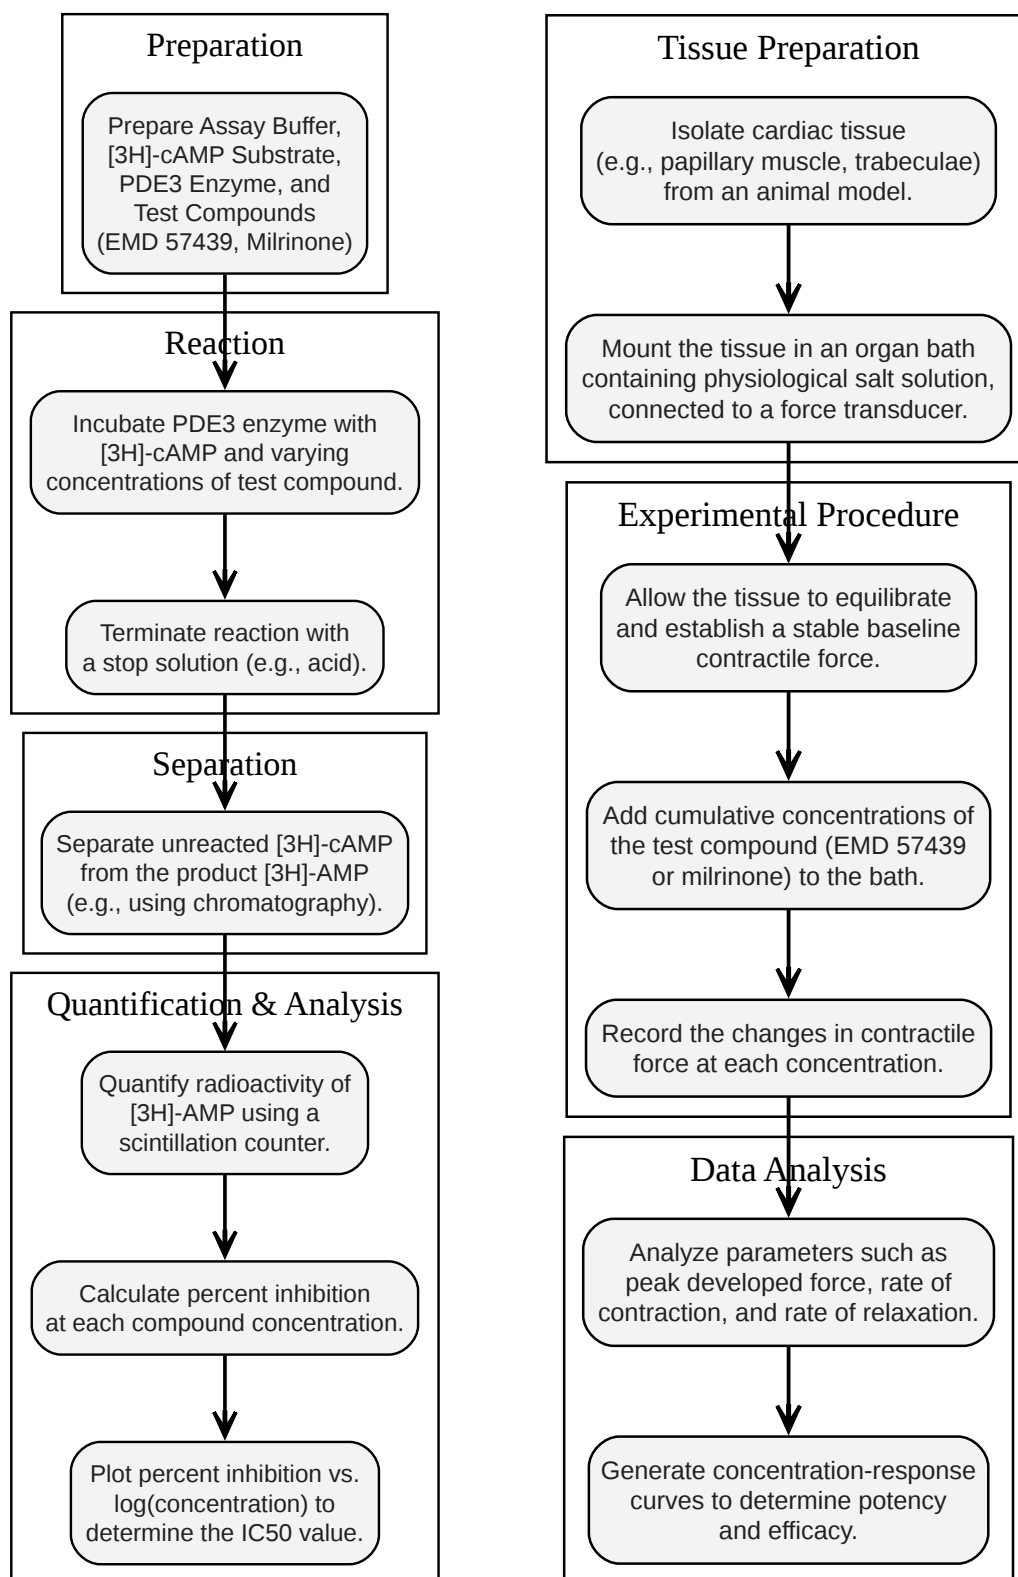 Preparation
Prepare Assay Buffer,
[3H]-cAMP Substrate,
PDE3 Enzyme, and
Test Compounds
(EMD 57439, Milrinone)
Reaction
Incubate PDE3 enzyme with
[3H]-cAMP and varying
concentrations of test compound.
Terminate reaction with
a stop solution (e.g., acid).
Separation
Separate unreacted [3H]-cAMP
from the product [3H]-AMP
(e.g., using chromatography).
Quantification & Analysis
Quantify radioactivity of
[3H]-AMP using a
scintillation counter.
Calculate percent inhibition
at each compound concentration.
Plot percent inhibition vs.
log(concentration) to
determine the IC50 value.
Tissue Preparation
Isolate cardiac tissue
(e.g., papillary muscle, trabeculae)
from an animal model.
Mount the tissue in an organ bath
containing physiological salt solution,
connected to a force transducer.
Experimental Procedure
Allow the tissue to equilibrate
and establish a stable baseline
contractile force.
Add cumulative concentrations of
the test compound (EMD 57439
or milrinone) to the bath.
Record the changes in contractile
force at each concentration.
Data Analysis
Analyze parameters such as
peak developed force, rate of
contraction, and rate of relaxation.
Generate concentration-response
curves to determine potency
and efficacy.